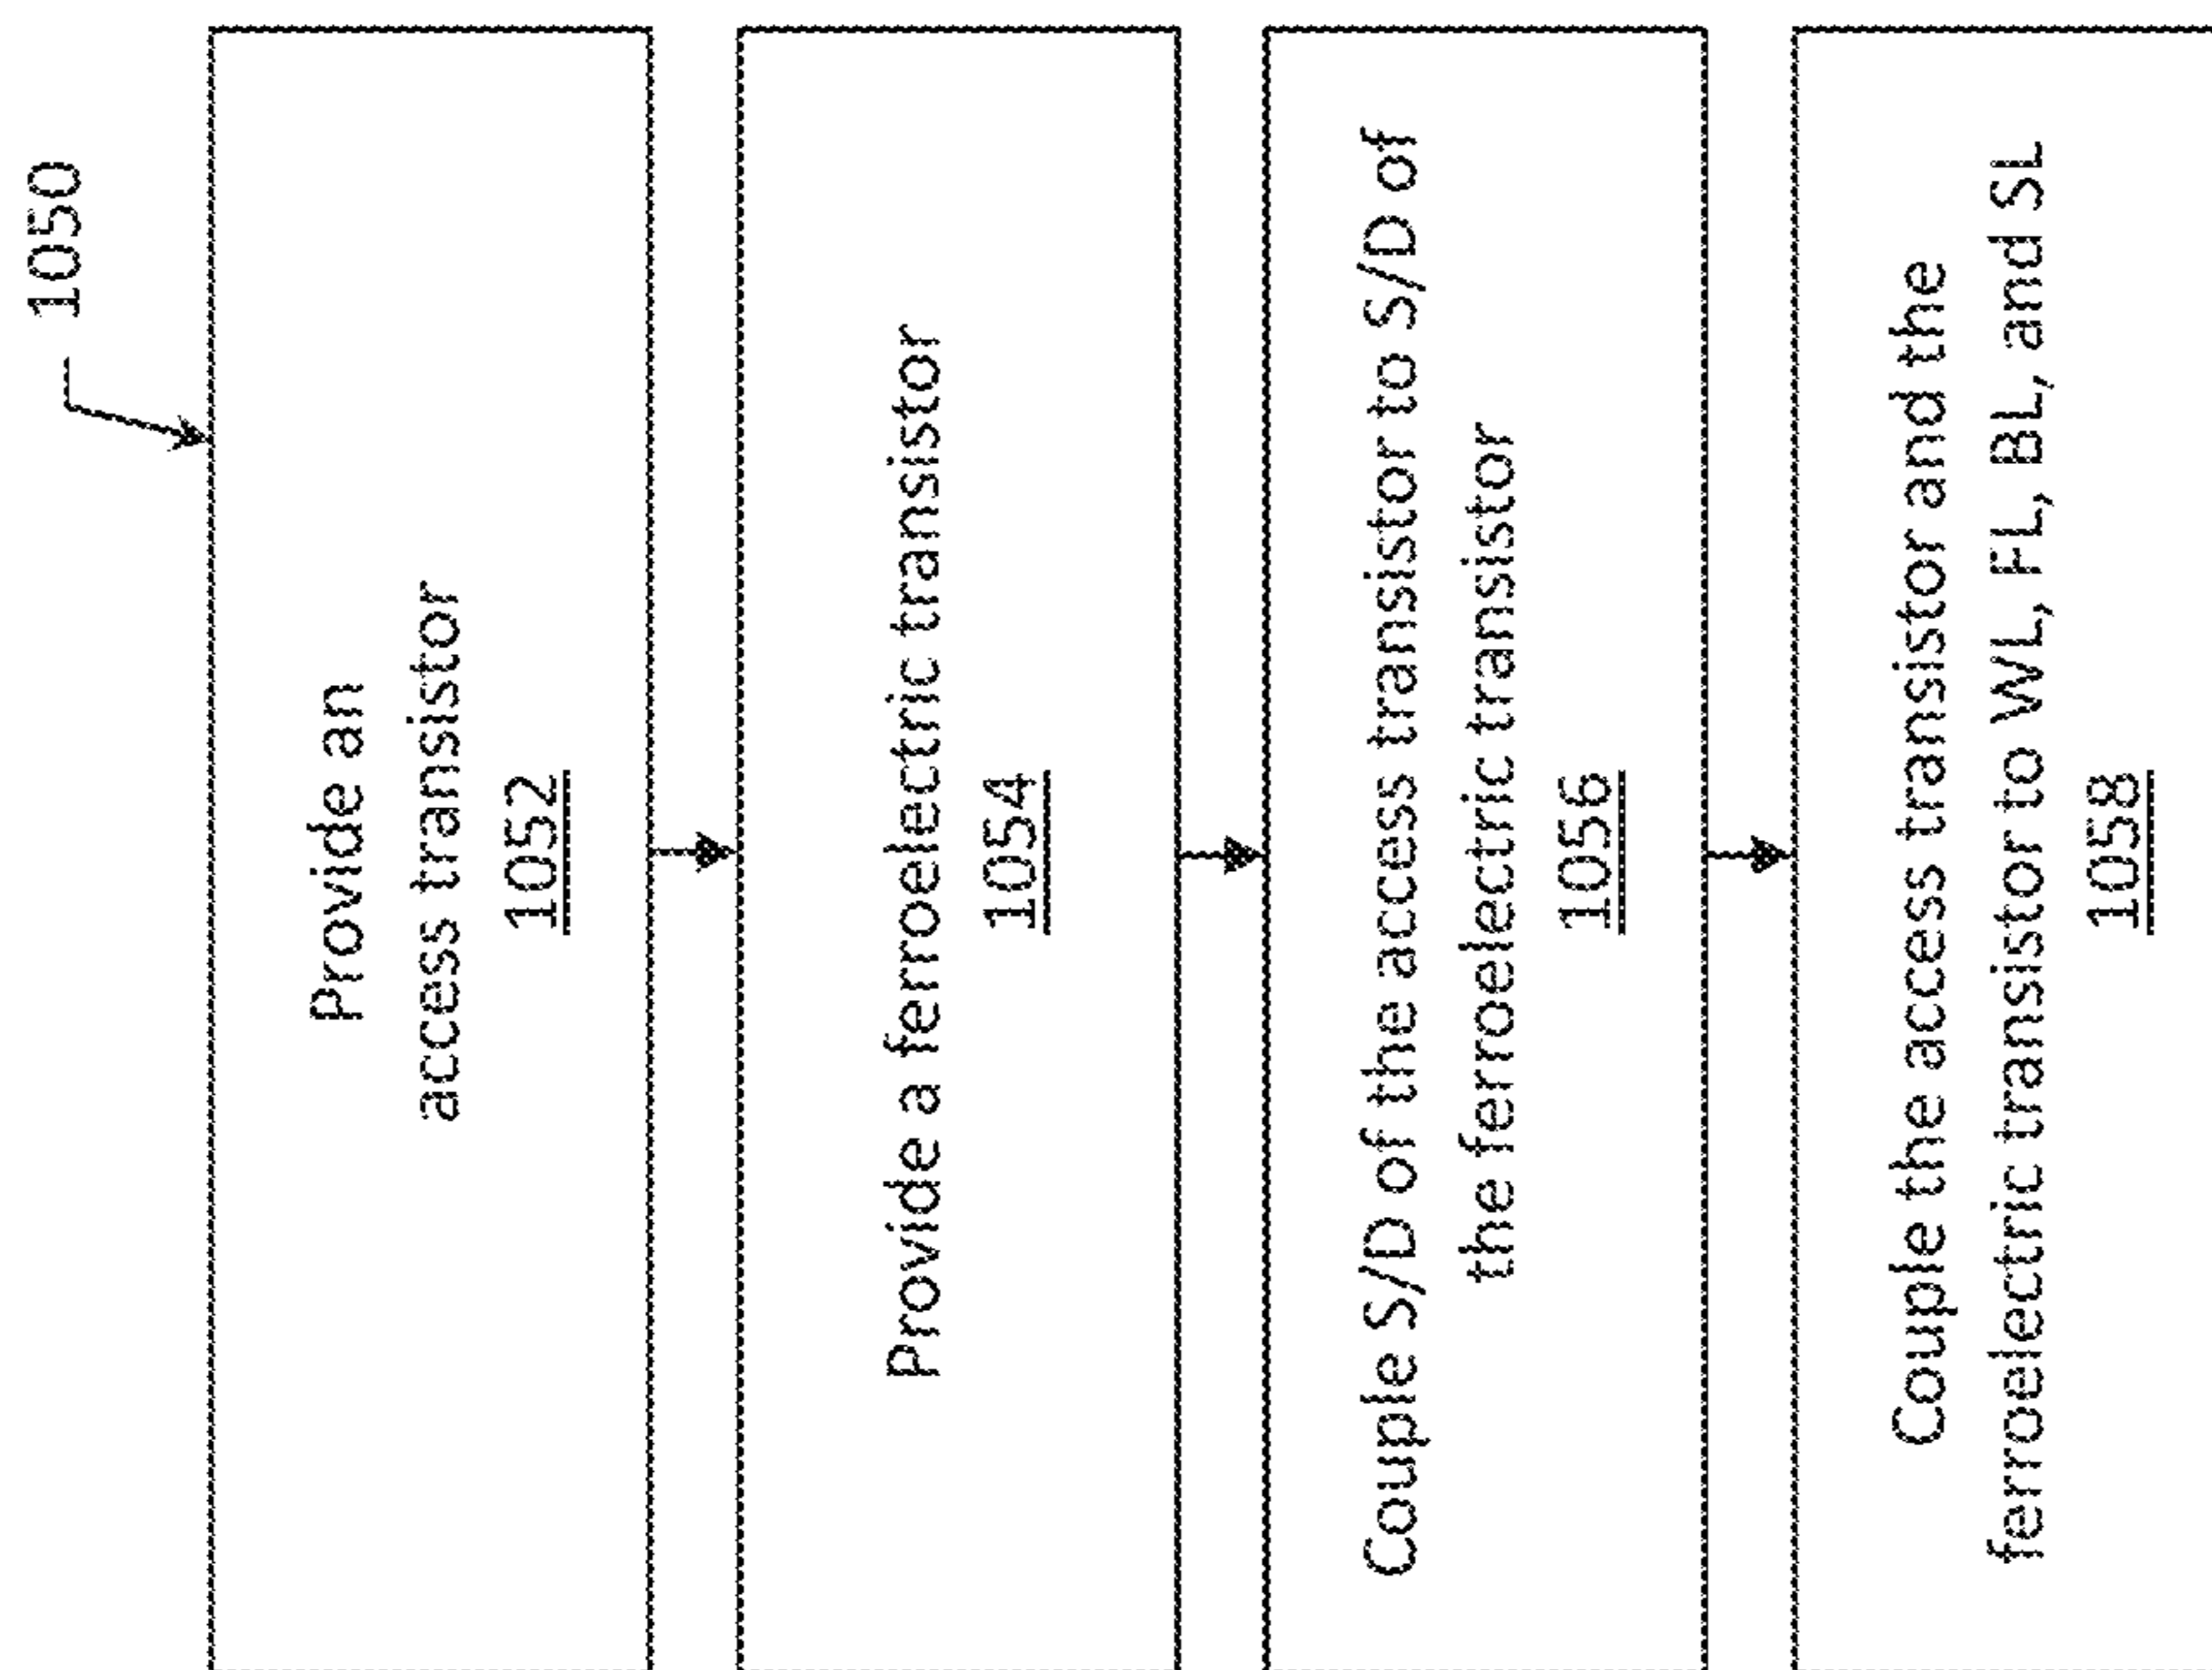 1050
Provide an
access transistor
1052
Provide a ferroelectric transistor
1054
Couple S/D of the access transistor to S/D of
the ferroelectric transistor
1056
Couple the access transistor and the
ferroelectric transistor to WL, FL, BL, and SL
1058